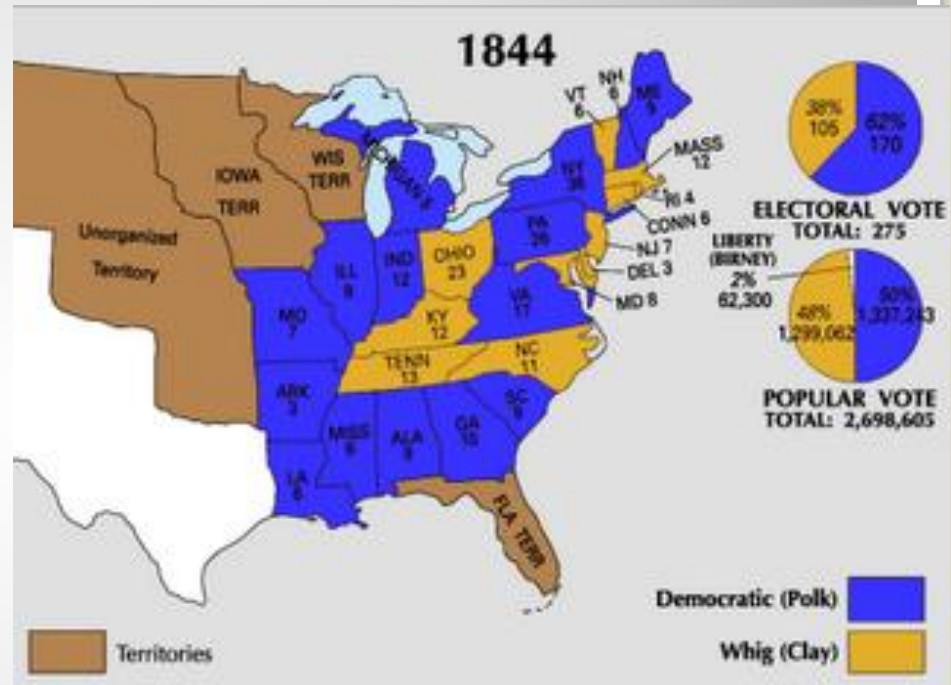 1844
NH
6
VT
6
ME
9
MASS
12
RI 4
CONN 6
NJ 7
DEL 3
MD 8
NY
36
PA
26
WIS
TERR
IOWA
TERR
Unorganized
Territory
MICHIGAN 5
ILL
9
IND
12
OHIO
23
VA
17
KY
12
MO
7
TENN
13
NC
11
ARK
3
SC
9
MISS
6
ALA
9
GA
10
LA
6
FLA TERR
38%
105
62%
170
ELECTORAL VOTE
TOTAL: 275
LIBERTY
(BIRNEY)
2%
62,300
48%
1,299,062
50%
1,337,243
POPULAR VOTE
TOTAL: 2,698,605
Democratic (Polk)
Whig (Clay)
Territories